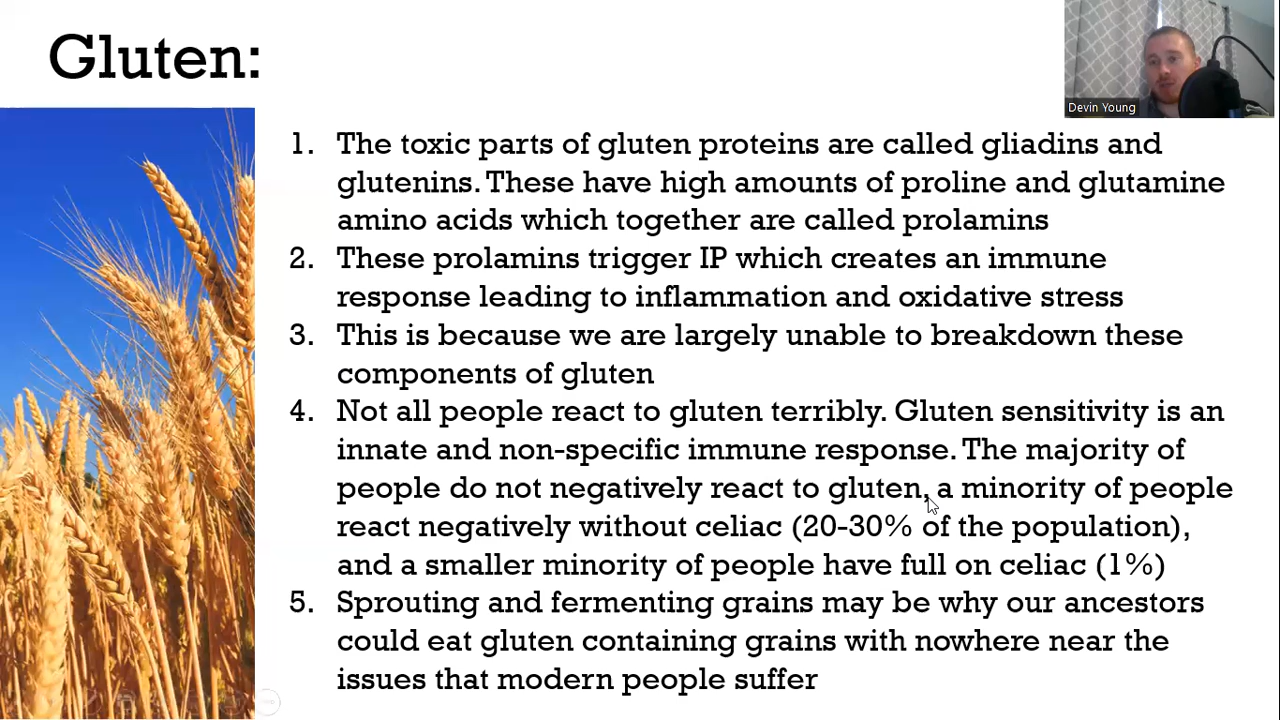 Gluten:
Devin Young
1. The toxic parts of gluten proteins are called gliadins and
glutenins. These have high amounts of proline and glutamine
amino acids which together are called prolamins
2. These prolamins trigger IP which creates an immune
response leading to inflammation and oxidative stress
3. This is because we are largely unable to breakdown these
components of gluten
4. Not all people react to gluten terribly. Gluten sensitivity is an
innate and non-specific immune response. The majority of
people do not negatively react to gluten, a minority of people
react negatively without celiac (20-30% of the population),
and a smaller minority of people have full on celiac (1%)
5. Sprouting and fermenting grains may be why our ancestors
could eat gluten containing grains with nowhere near the
issues that modern people suffer